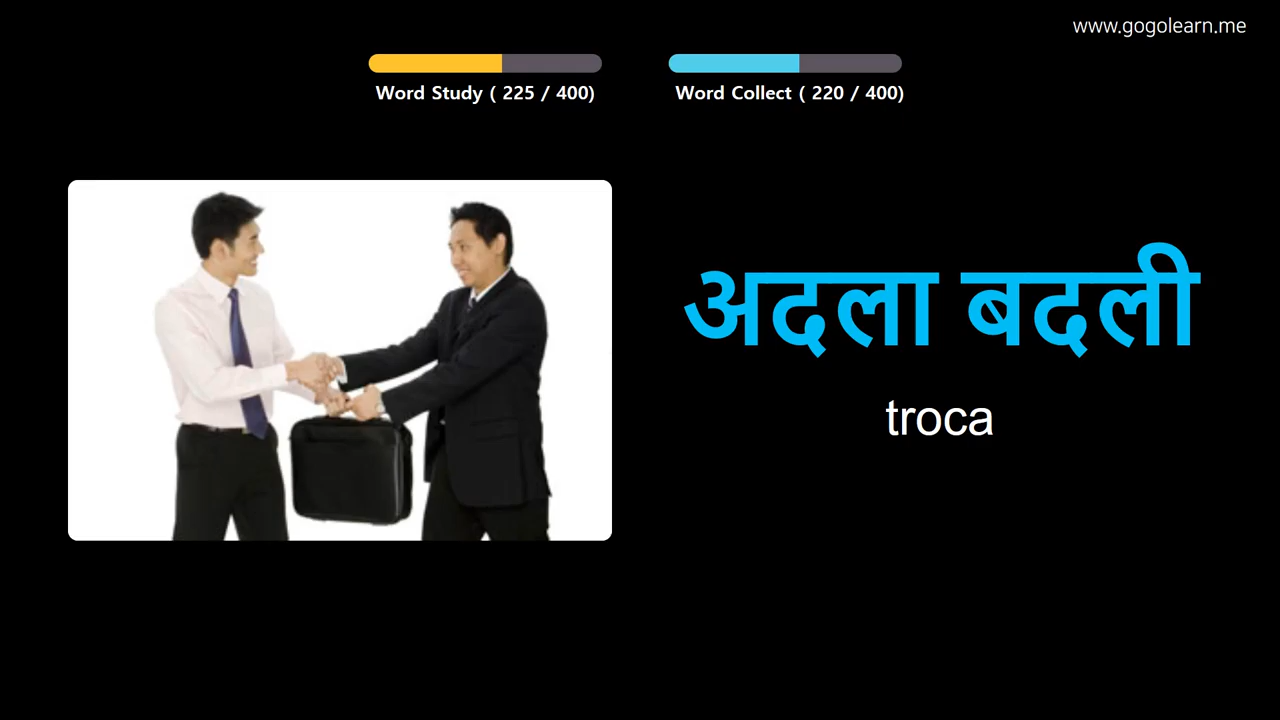 www.gogolearn.me
Word Study ( 225 / 400)
Word Collect ( 220 / 400)
अदला बदली
troca